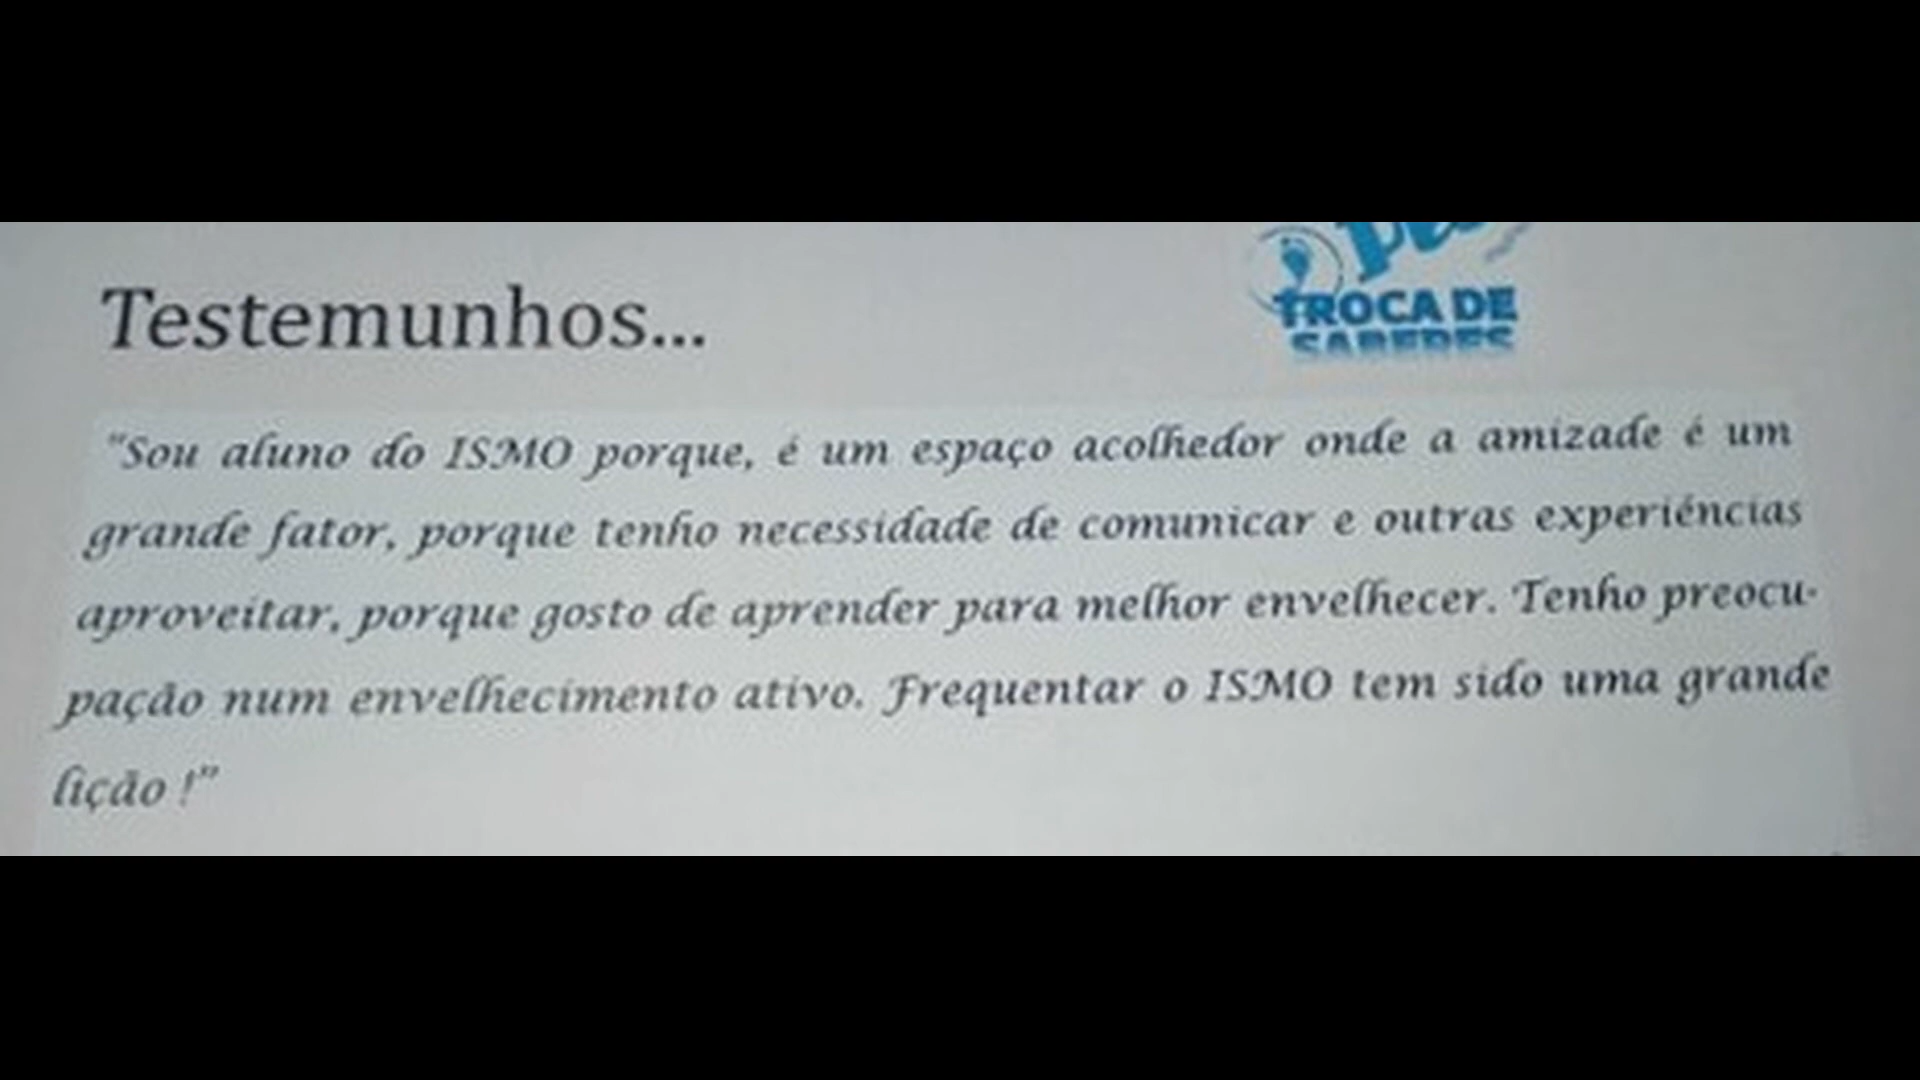 Testemunhos...
TROCA DE
SABERES
"Sou aluno do ISMO porque, é um espaço acolhedor onde a amizade é um
grande fator, porque tenho necessidade de comunicar e outras experiências
aproveitar, porque gosto de aprender para melhor envelhecer. Tenho preocu-
pação num envelhecimento ativo. Frequentar o ISMO tem sido uma grande
lição !"